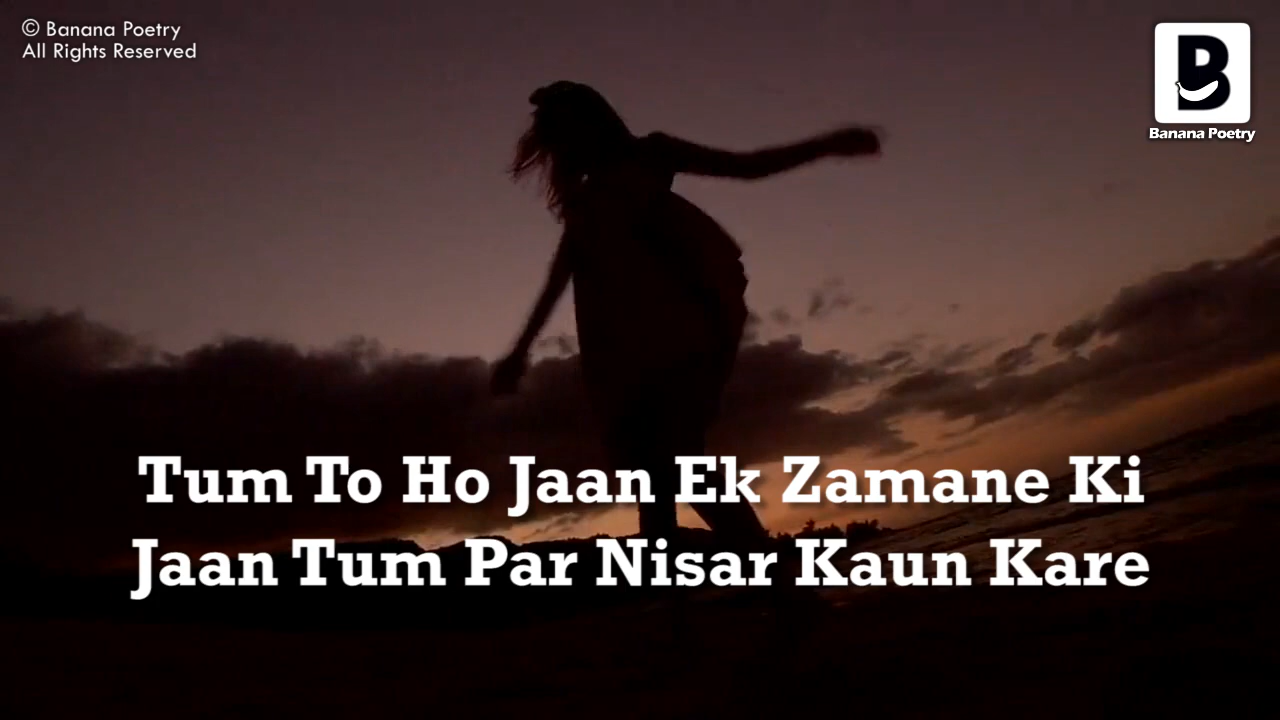 © Banana Poetry
All Rights Reserved
B
Banana Poetry
Tum To Ho Jaan Ek Zamane Ki
Jaan Tum Par Nisar Kaun Kare